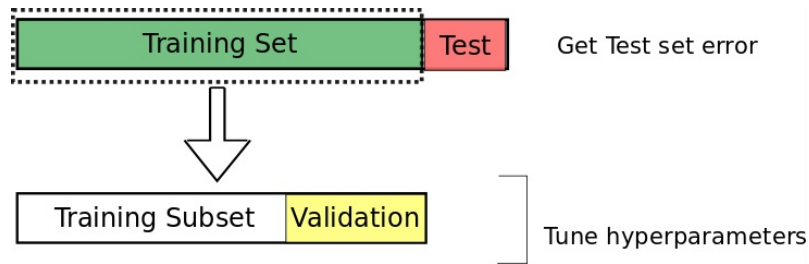 Training Set
Test
Get Test set error
Training Subset
Validation
Tune hyperparameters